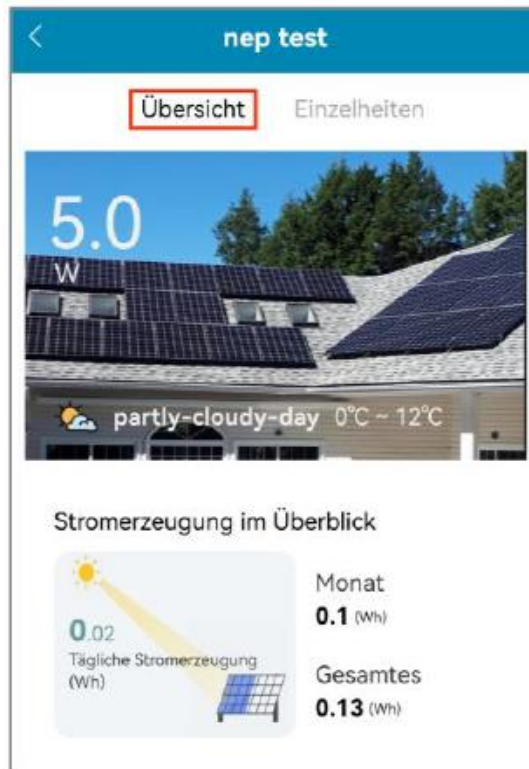 nep test
Übersicht Einzelheiten
5.0
W
partly-cloudy-day 0°C ~ 12°C
Stromerzeugung im Überblick
0.02
Tägliche Stromerzeugung
(Wh)
Monat
0.1 (Wh)
Gesamtes
0.13 (Wh)